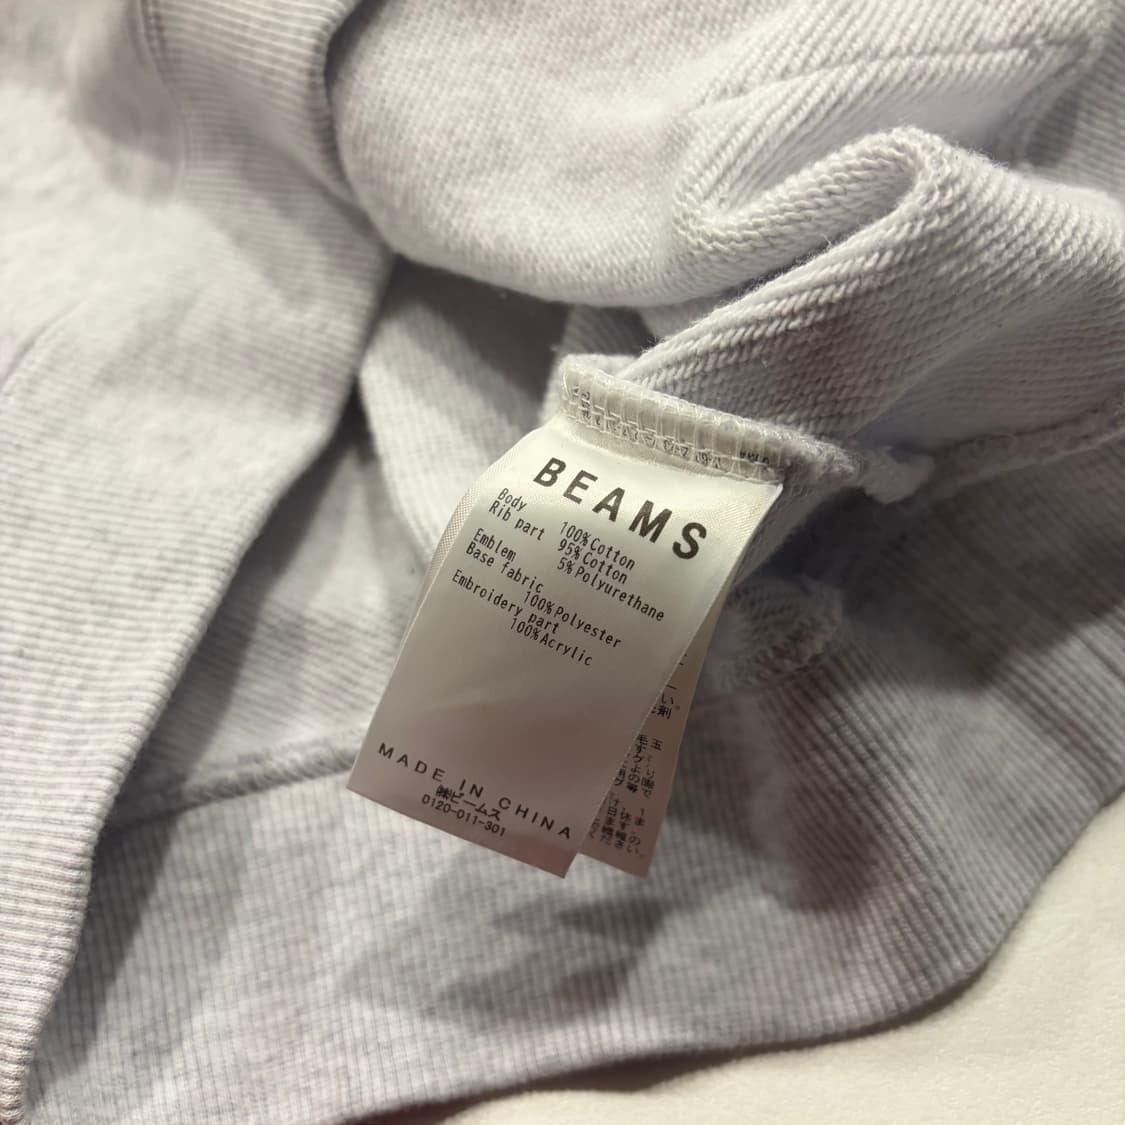 BEAMS
Body 100%Cotton
Rib part 95%Cotton
5%Polyurethane
Emblem
Base fabric
100%Polyester
Embroidery part
100%Acrylic
MADE IN CHINA
㈱ビームス
0120-011-301